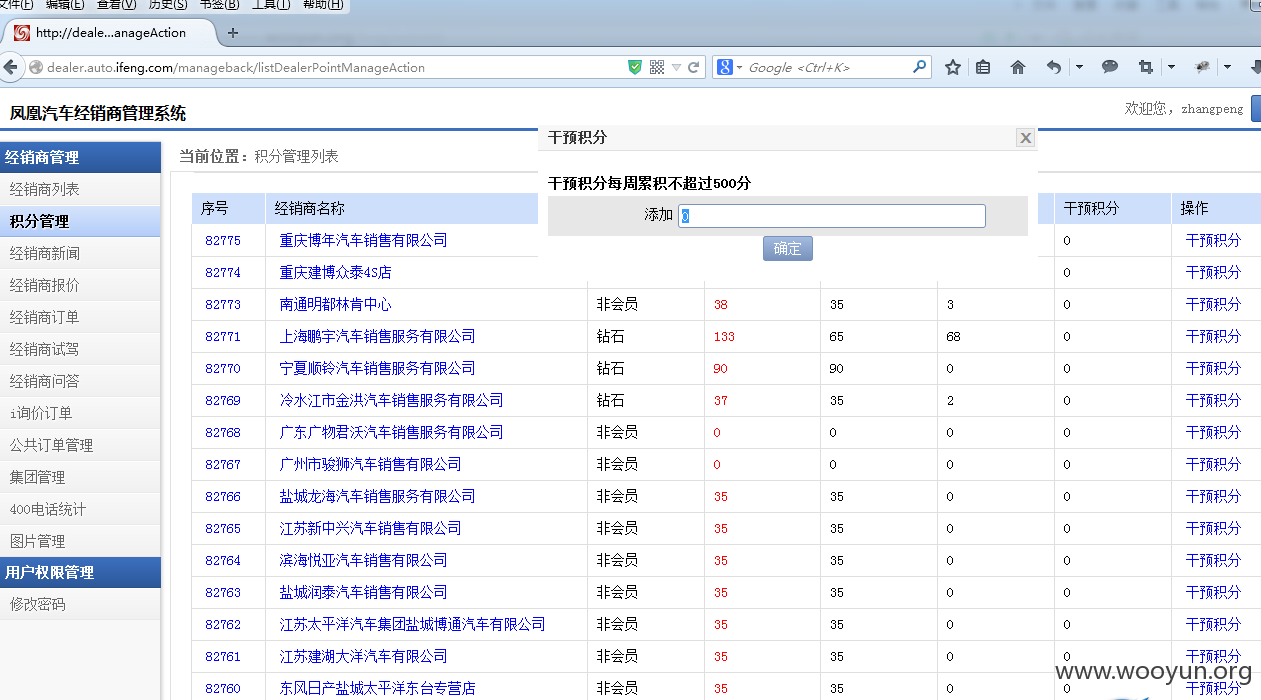 文件(F) 编辑(E) 查看(V) 历史(S) 书签(B) 工具(T) 帮助(H)
http://deale...anageAction
dealer.auto.ifeng.com/manageback/listDealerPointManageAction
Google <Ctrl+K>
凤凰汽车经销商管理系统
欢迎您，zhangpeng
经销商管理
经销商列表
积分管理
经销商新闻
经销商报价
经销商订单
经销商试驾
经销商问答
i询价订单
公共订单管理
集团管理
400电话统计
图片管理
用户权限管理
修改密码
当前位置：积分管理列表
干预积分
干预积分每周累积不超过500分
添加 0
确定
序号 经销商名称 干预积分 操作
82775 重庆博年汽车销售有限公司 0 干预积分
82774 重庆建博众泰4S店 0 干预积分
82773 南通明都林肯中心 非会员 38 35 3 0 干预积分
82771 上海鹏宇汽车销售服务有限公司 钻石 133 65 68 0 干预积分
82770 宁夏顺铃汽车销售服务有限公司 钻石 90 90 0 0 干预积分
82769 冷水江市金洪汽车销售服务有限公司 钻石 37 35 2 0 干预积分
82768 广东广物君沃汽车销售服务有限公司 非会员 0 0 0 0 干预积分
82767 广州市骏狮汽车销售有限公司 非会员 0 0 0 0 干预积分
82766 盐城龙海汽车销售服务有限公司 非会员 35 35 0 0 干预积分
82765 江苏新中兴汽车销售有限公司 非会员 35 35 0 0 干预积分
82764 滨海悦亚汽车销售有限公司 非会员 35 35 0 0 干预积分
82763 盐城润泰汽车销售有限公司 非会员 35 35 0 0 干预积分
82762 江苏太平洋汽车集团盐城博通汽车有限公司 非会员 35 35 0 0 干预积分
82761 江苏建湖大洋汽车有限公司 非会员 35 35 0 0 干预积分
82760 东风日产盐城太平洋东台专营店 非会员 35 35 0 0 干预积分
www.wooyun.org